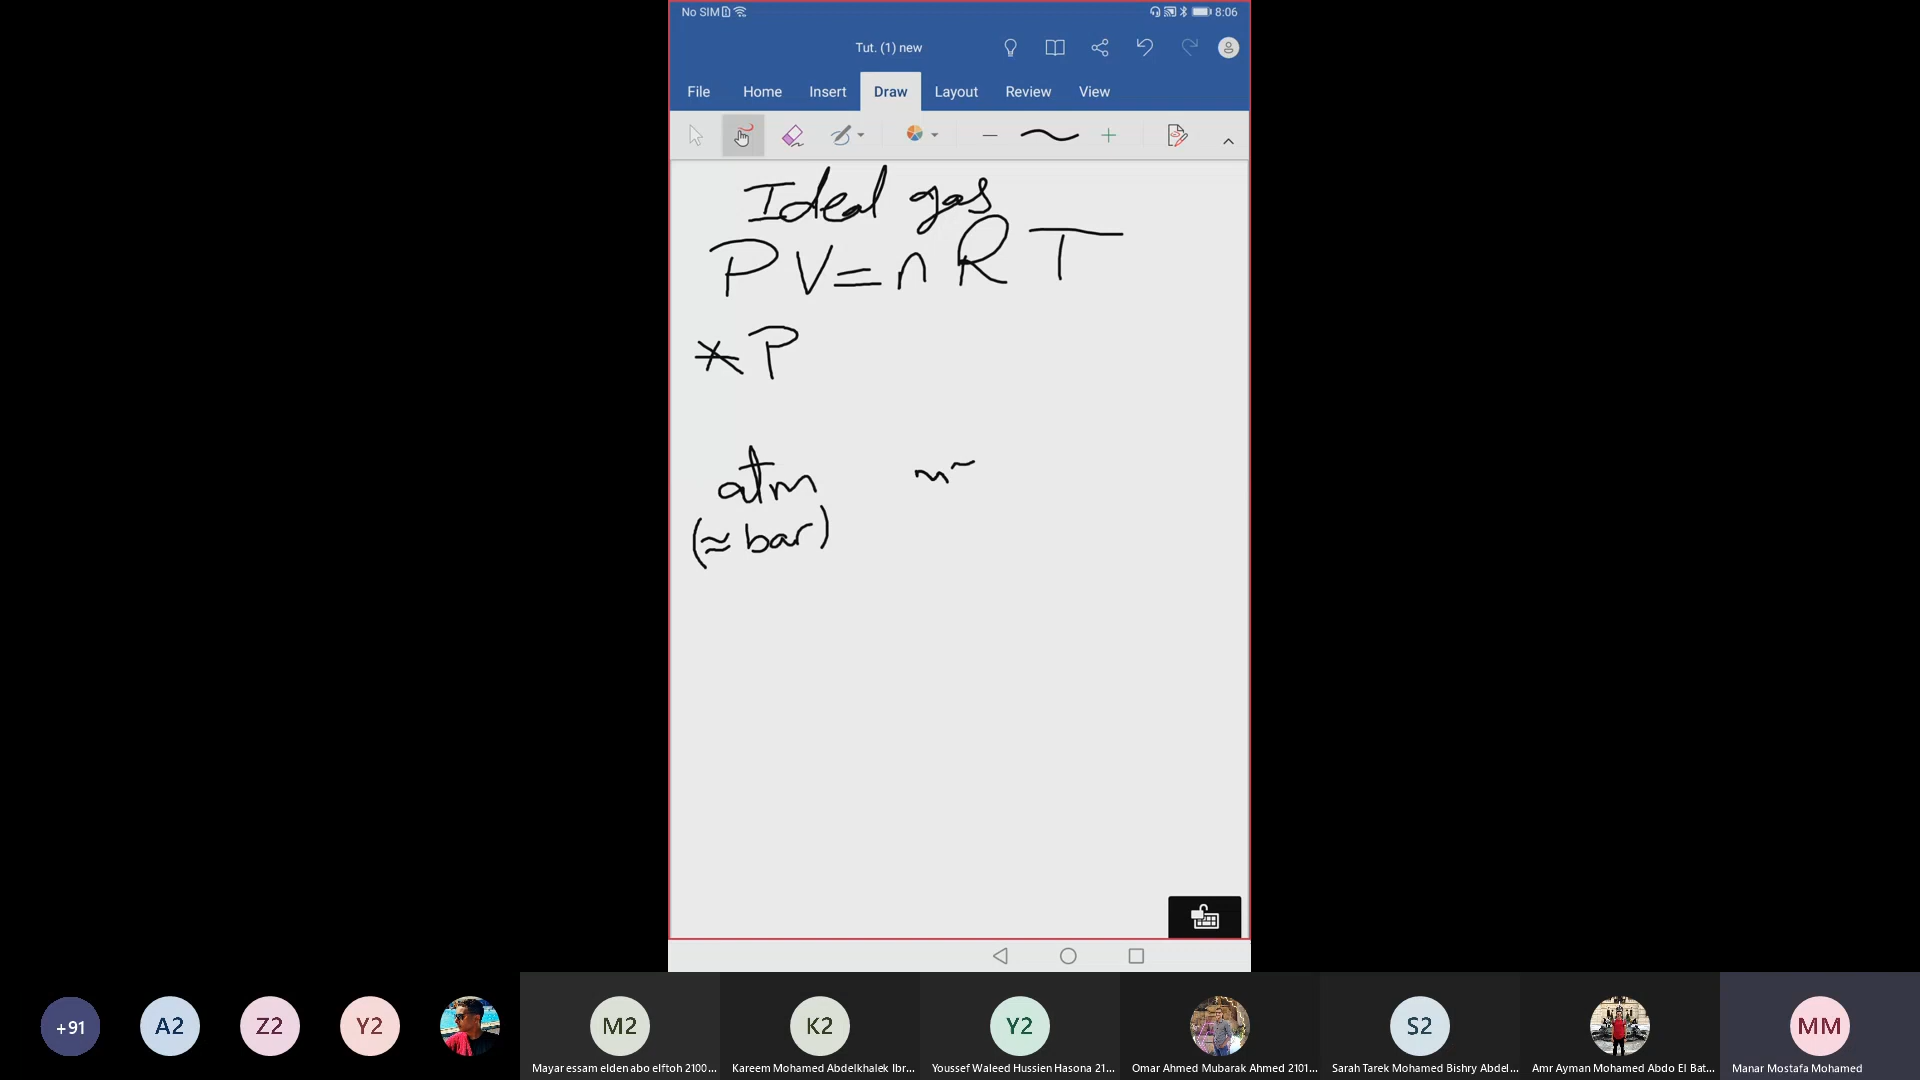 No SIM 8:06
Tut. (1) new
File Home Insert Draw Layout Review View
Ideal gas
PV=nRT
*P
atm
(≈ bar)
+91 A2 Z2 Y2 M2 K2 Y2 S2 MM
Mayar essam elden abo elftoh 2100... Kareem Mohamed Abdelkhalek Ibr... Youssef Waleed Hussien Hasona 21... Omar Ahmed Mubarak Ahmed 2101... Sarah Tarek Mohamed Bishry Abdel... Amr Ayman Mohamed Abdo El Bat... Manar Mostafa Mohamed